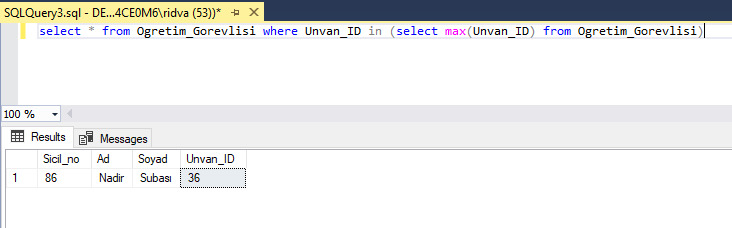 SQLQuery3.sql - DE...4CE0M6\ridva (53))*
select * from Ogretim_Gorevlisi where Unvan_ID in (select max(Unvan_ID) from Ogretim_Gorevlisi)
100 %
Results Messages
Sicil_no Ad Soyad Unvan_ID
1 86 Nadir Subası 36